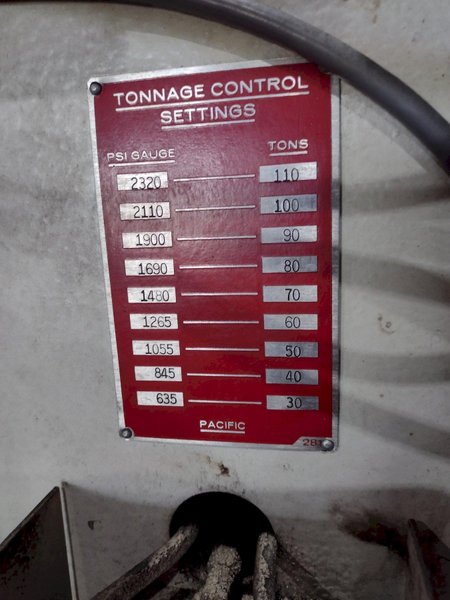 TONNAGE CONTROL
SETTINGS
PSI GAUGE TONS
2320 110
2110 100
1900 90
1690 80
1480 70
1265 60
1055 50
845 40
635 30
PACIFIC